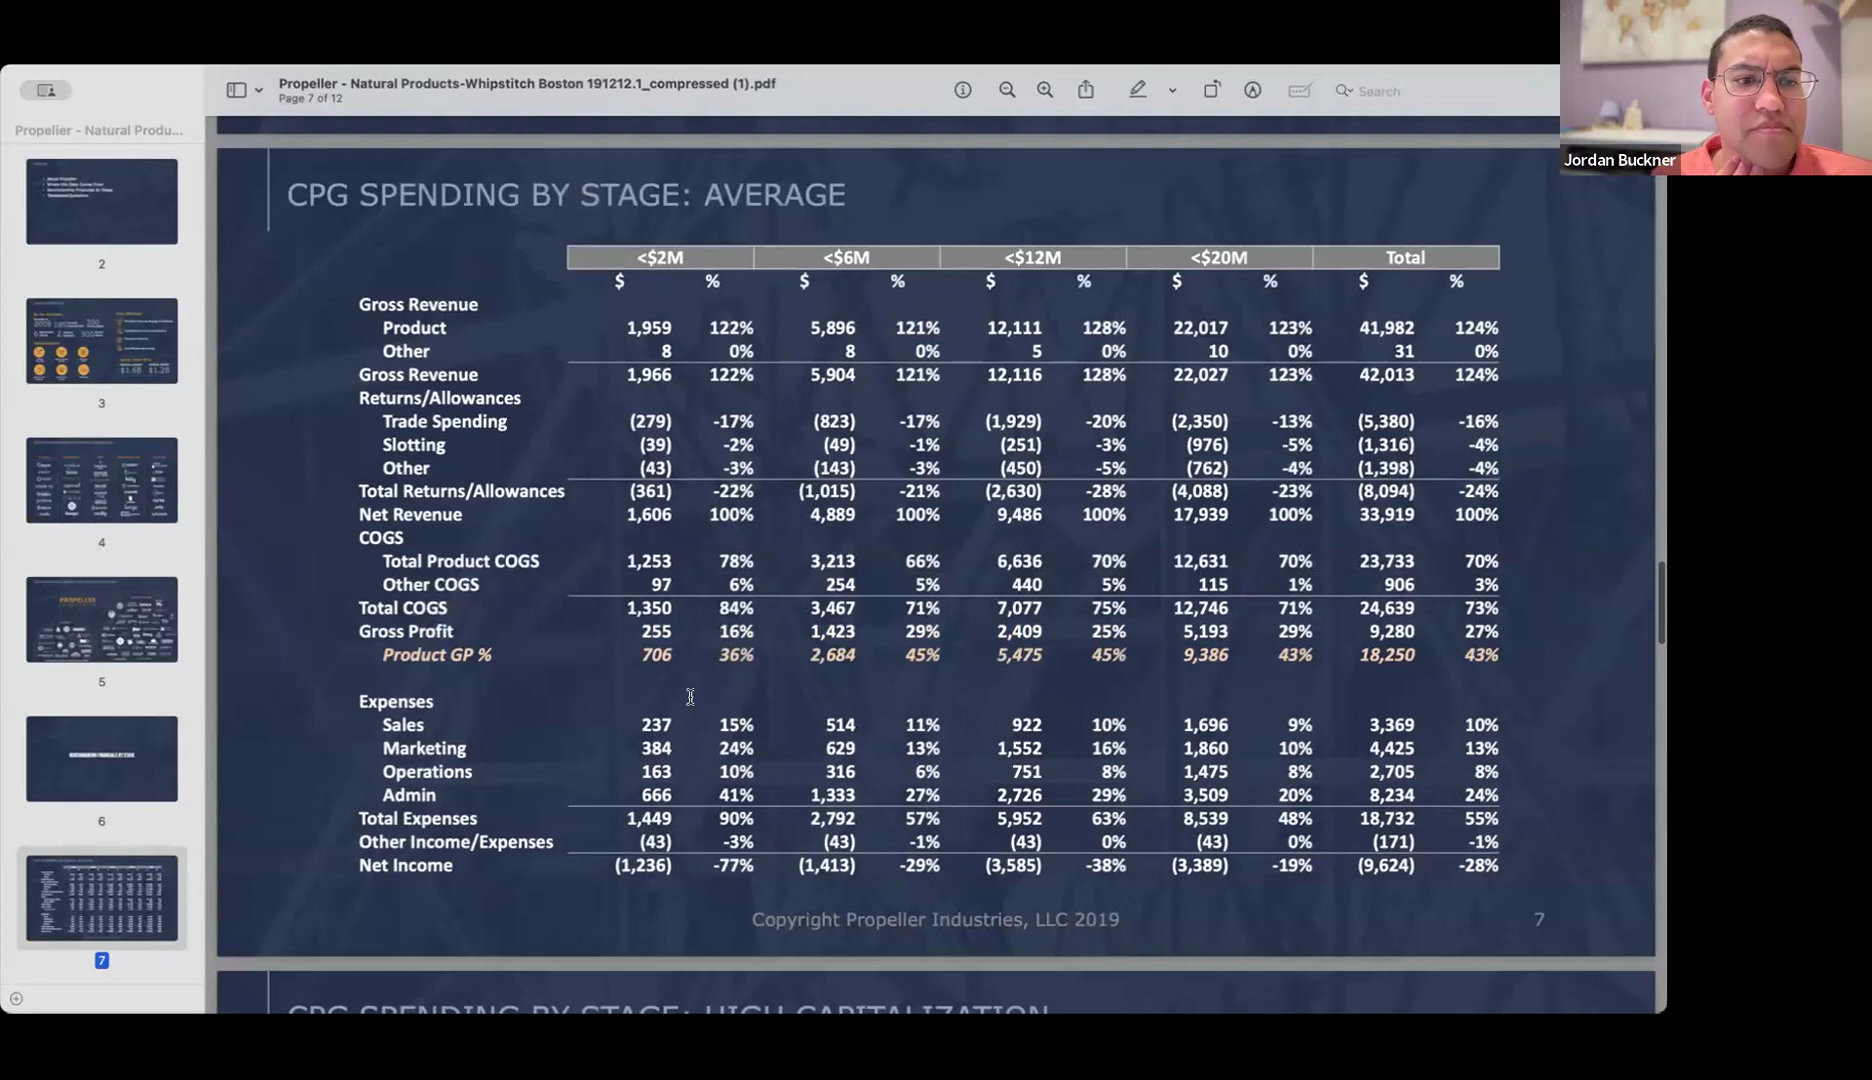 Propeller - Natural Products-Whipstitch Boston 191212.1_compressed (1).pdf
Page 7 of 12
Search
Jordan Buckner
Propeller - Natural Produ...
2
3
4
5
6
7
CPG SPENDING BY STAGE: AVERAGE
<$2M <$6M <$12M <$20M Total
$ % $ % $ % $ % $ %
Gross Revenue
Product 1,959 122% 5,896 121% 12,111 128% 22,017 123% 41,982 124%
Other 8 0% 8 0% 5 0% 10 0% 31 0%
Gross Revenue 1,966 122% 5,904 121% 12,116 128% 22,027 123% 42,013 124%
Returns/Allowances
Trade Spending (279) -17% (823) -17% (1,929) -20% (2,350) -13% (5,380) -16%
Slotting (39) -2% (49) -1% (251) -3% (976) -5% (1,316) -4%
Other (43) -3% (143) -3% (450) -5% (762) -4% (1,398) -4%
Total Returns/Allowances (361) -22% (1,015) -21% (2,630) -28% (4,088) -23% (8,094) -24%
Net Revenue 1,606 100% 4,889 100% 9,486 100% 17,939 100% 33,919 100%
COGS
Total Product COGS 1,253 78% 3,213 66% 6,636 70% 12,631 70% 23,733 70%
Other COGS 97 6% 254 5% 440 5% 115 1% 906 3%
Total COGS 1,350 84% 3,467 71% 7,077 75% 12,746 71% 24,639 73%
Gross Profit 255 16% 1,423 29% 2,409 25% 5,193 29% 9,280 27%
Product GP % 706 36% 2,684 45% 5,475 45% 9,386 43% 18,250 43%
Expenses
Sales 237 15% 514 11% 922 10% 1,696 9% 3,369 10%
Marketing 384 24% 629 13% 1,552 16% 1,860 10% 4,425 13%
Operations 163 10% 316 6% 751 8% 1,475 8% 2,705 8%
Admin 666 41% 1,333 27% 2,726 29% 3,509 20% 8,234 24%
Total Expenses 1,449 90% 2,792 57% 5,952 63% 8,539 48% 18,732 55%
Other Income/Expenses (43) -3% (43) -1% (43) 0% (43) 0% (171) -1%
Net Income (1,236) -77% (1,413) -29% (3,585) -38% (3,389) -19% (9,624) -28%
Copyright Propeller Industries, LLC 2019
7
CPG SPENDING BY STAGE: HIGH CAPITALIZATION